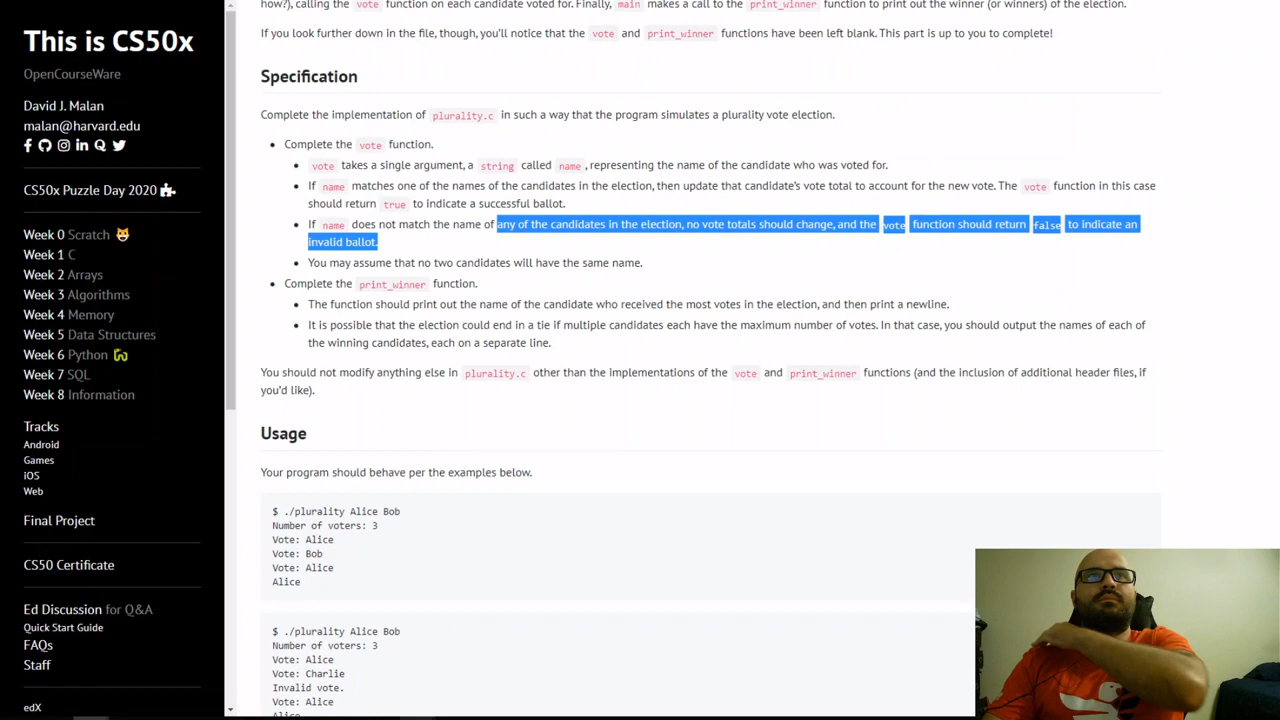 This is CS50x
OpenCourseWare
David J. Malan
malan@harvard.edu
CS50x Puzzle Day 2020
Week 0 Scratch
Week 1 C
Week 2 Arrays
Week 3 Algorithms
Week 4 Memory
Week 5 Data Structures
Week 6 Python
Week 7 SQL
Week 8 Information
Tracks
Android
Games
iOS
Web
Final Project
CS50 Certificate
Ed Discussion for Q&A
Quick Start Guide
FAQs
Staff
edX
how?), calling the vote function on each candidate voted for. Finally, main makes a call to the print_winner function to print out the winner (or winners) of the election.
If you look further down in the file, though, you'll notice that the vote and print_winner functions have been left blank. This part is up to you to complete!
Specification
Complete the implementation of plurality.c in such a way that the program simulates a plurality vote election.
Complete the vote function.
vote takes a single argument, a string called name, representing the name of the candidate who was voted for.
If name matches one of the names of the candidates in the election, then update that candidate's vote total to account for the new vote. The vote function in this case
should return true to indicate a successful ballot.
If name does not match the name of any of the candidates in the election, no vote totals should change, and the vote function should return false to indicate an
invalid ballot.
You may assume that no two candidates will have the same name.
Complete the print_winner function.
The function should print out the name of the candidate who received the most votes in the election, and then print a newline.
It is possible that the election could end in a tie if multiple candidates each have the maximum number of votes. In that case, you should output the names of each of
the winning candidates, each on a separate line.
You should not modify anything else in plurality.c other than the implementations of the vote and print_winner functions (and the inclusion of additional header files, if
you'd like).
Usage
Your program should behave per the examples below.
$ ./plurality Alice Bob
Number of voters: 3
Vote: Alice
Vote: Bob
Vote: Alice
Alice
$ ./plurality Alice Bob
Number of voters: 3
Vote: Alice
Vote: Charlie
Invalid vote.
Vote: Alice
Alice